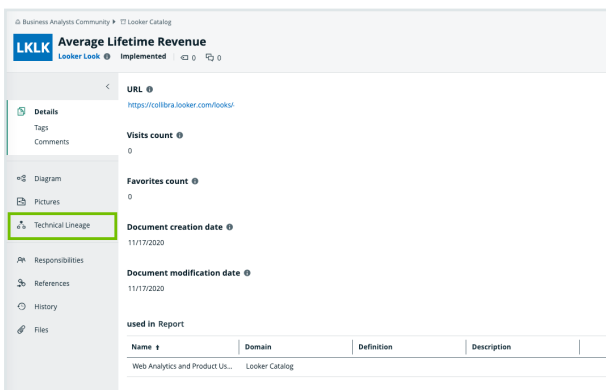 Business Analysts Community Looker Catalog
LKLK
Average Lifetime Revenue
Looker Look Implemented 0 0
Details
Tags
Comments
Diagram
Pictures
Technical Lineage
Responsibilities
References
History
Files
URL
https://collibra.looker.com/looks/
Visits count
0
Favorites count
0
Document creation date
11/17/2020
Document modification date
11/17/2020
used in Report
Name ↑ Domain Definition Description
Web Analytics and Product Us... Looker Catalog